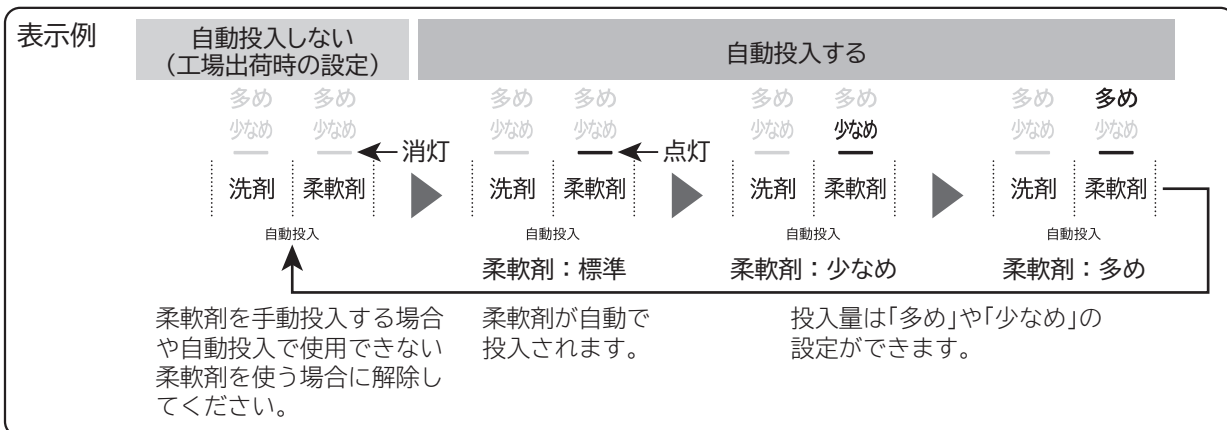 表示例
自動投入しない
（工場出荷時の設定）
自動投入する
多め 多め
少なめ 少なめ
消灯
洗剤 柔軟剤
自動投入
多め 多め
少なめ 少なめ
点灯
洗剤 柔軟剤
自動投入
柔軟剤：標準
多め 多め
少なめ 少なめ
洗剤 柔軟剤
自動投入
柔軟剤：少なめ
多め 多め
少なめ 少なめ
洗剤 柔軟剤
自動投入
柔軟剤：多め
柔軟剤を手動投入する場合
や自動投入で使用できない
柔軟剤を使う場合に解除し
てください。
柔軟剤が自動で
投入されます。
投入量は「多め」や「少なめ」の
設定ができます。